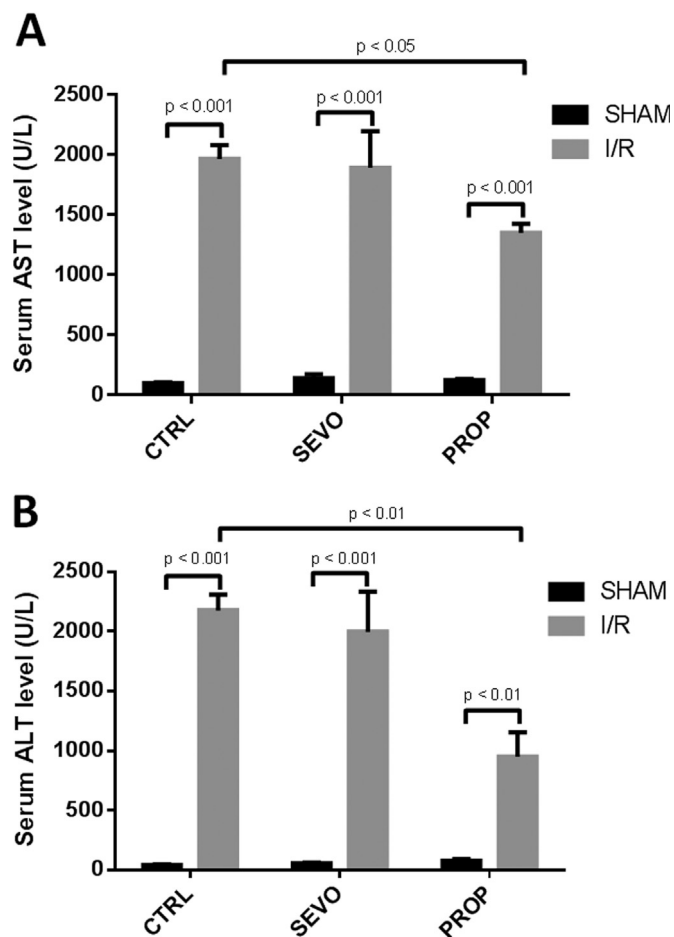 A
p < 0.05
2500
p < 0.001
p < 0.001
SHAM
I/R
2000
p < 0.001
1500
1000
500
0
Serum AST level (U/L)
CTRL
SEVO
PROP
B
p < 0.01
2500
p < 0.001
p < 0.001
SHAM
I/R
2000
1500
p < 0.01
1000
500
0
Serum ALT level (U/L)
CTRL
SEVO
PROP